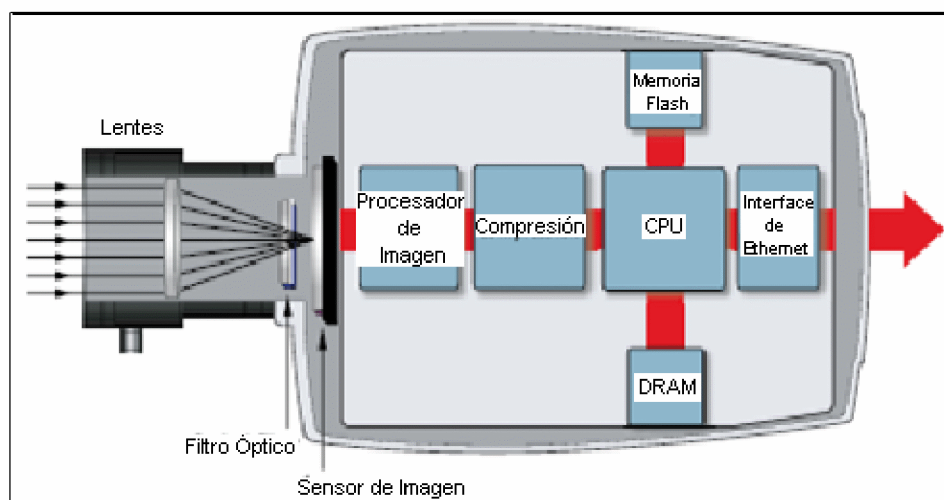 Lentes
Memoria
Flash
Procesador
de
Imagen
Compresión
CPU
Interface
de
Ethernet
DRAM
Filtro Óptico
Sensor de Imagen